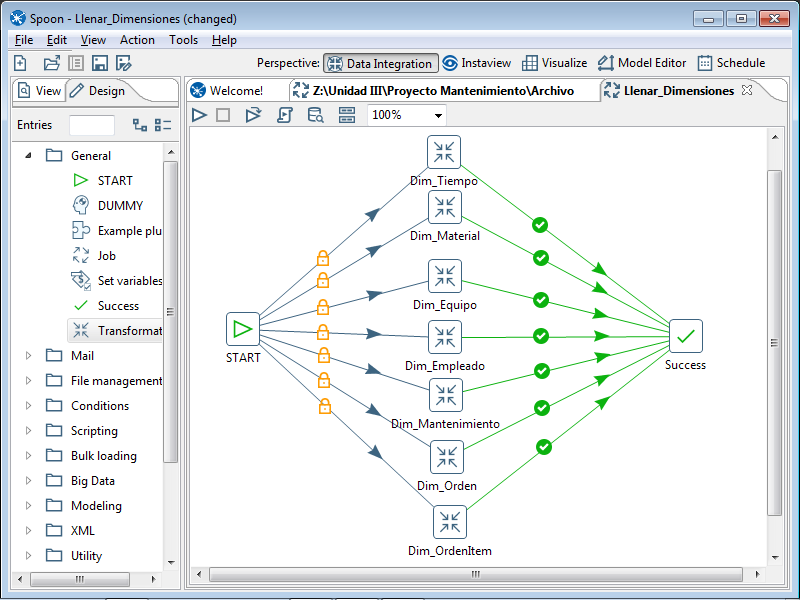 Spoon - Llenar_Dimensiones (changed)
File Edit View Action Tools Help
Perspective: Data Integration Instaview Visualize Model Editor Schedule
View Design
Welcome! Z:\Unidad III\Proyecto Mantenimiento\Archivo Llenar_Dimensiones
Entries
100%
General
START
DUMMY
Example plu
Job
Set variables
Success
Transformat
Mail
File management
Conditions
Scripting
Bulk loading
Big Data
Modeling
XML
Utility
Dim_Tiempo
Dim_Material
Dim_Equipo
START
Dim_Empleado
Success
Dim_Mantenimiento
Dim_Orden
Dim_OrdenItem